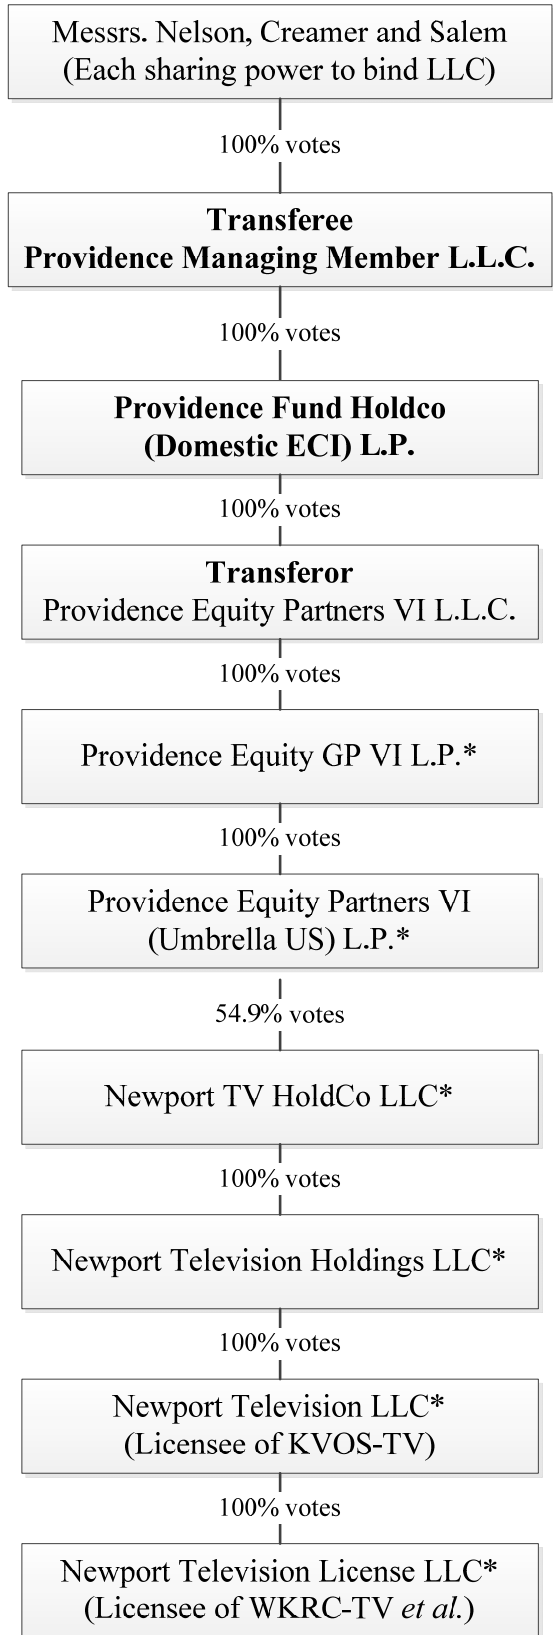 Messrs. Nelson, Creamer and Salem
(Each sharing power to bind LLC)
100% votes
Transferee
Providence Managing Member L.L.C.
100% votes
Providence Fund Holdco
(Domestic ECI) L.P.
100% votes
Transferor
Providence Equity Partners VI L.L.C.
100% votes
Providence Equity GP VI L.P.*
100% votes
Providence Equity Partners VI
(Umbrella US) L.P.*
54.9% votes
Newport TV HoldCo LLC*
100% votes
Newport Television Holdings LLC*
100% votes
Newport Television LLC*
(Licensee of KVOS-TV)
100% votes
Newport Television License LLC*
(Licensee of WKRC-TV et al.)